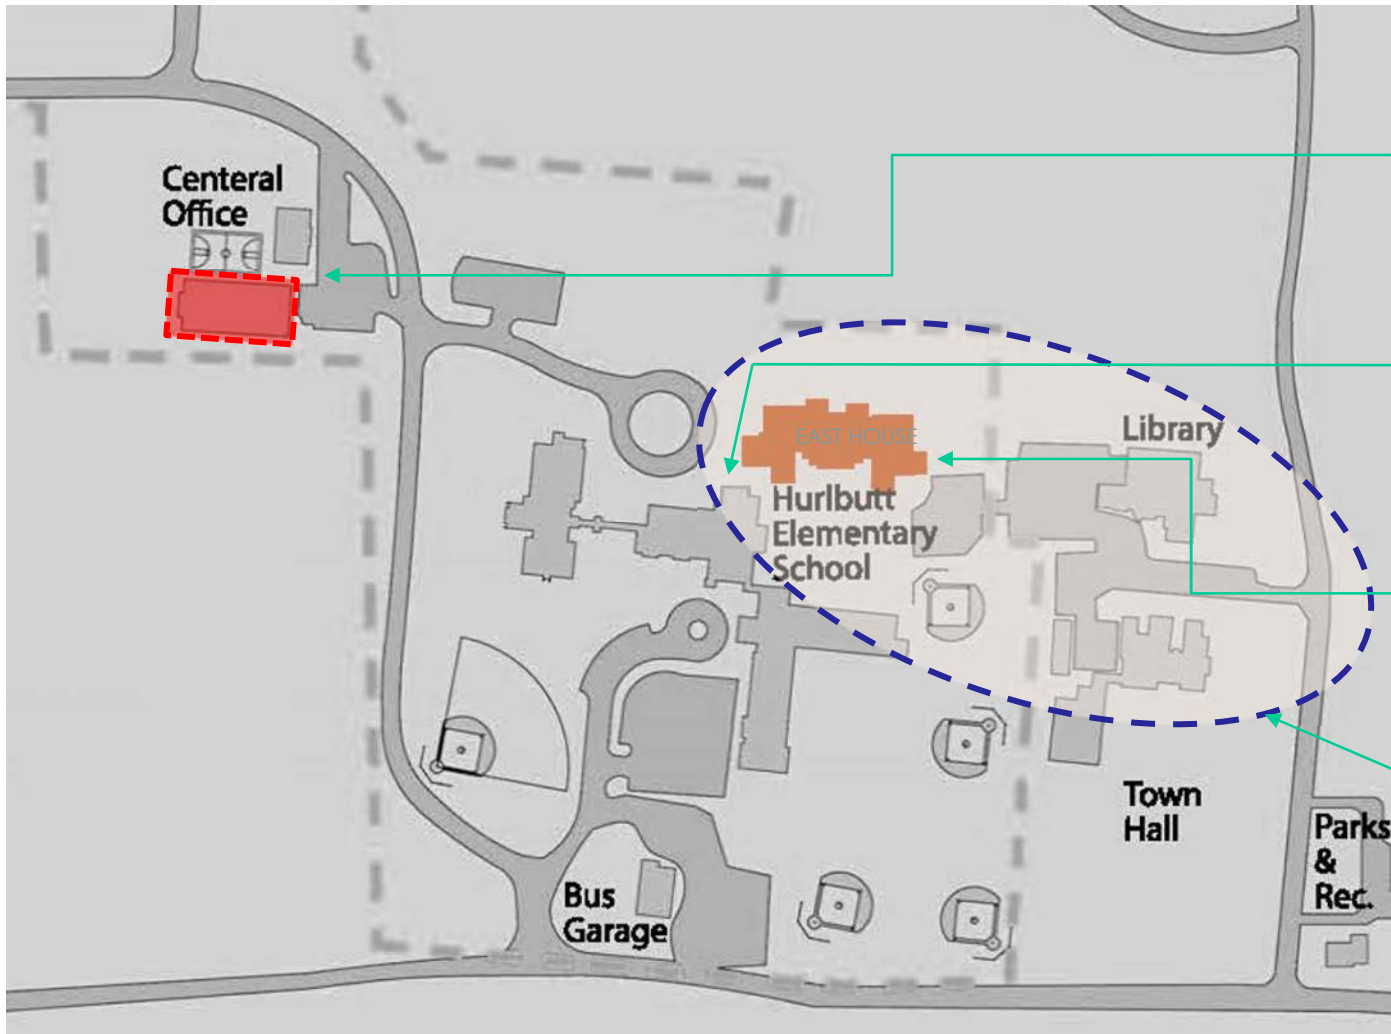 Centeral
Office
EAST HOUSE
Library
Hurlbutt
Elementary
School
Town
Hall
Parks
&
Rec.
Bus
Garage